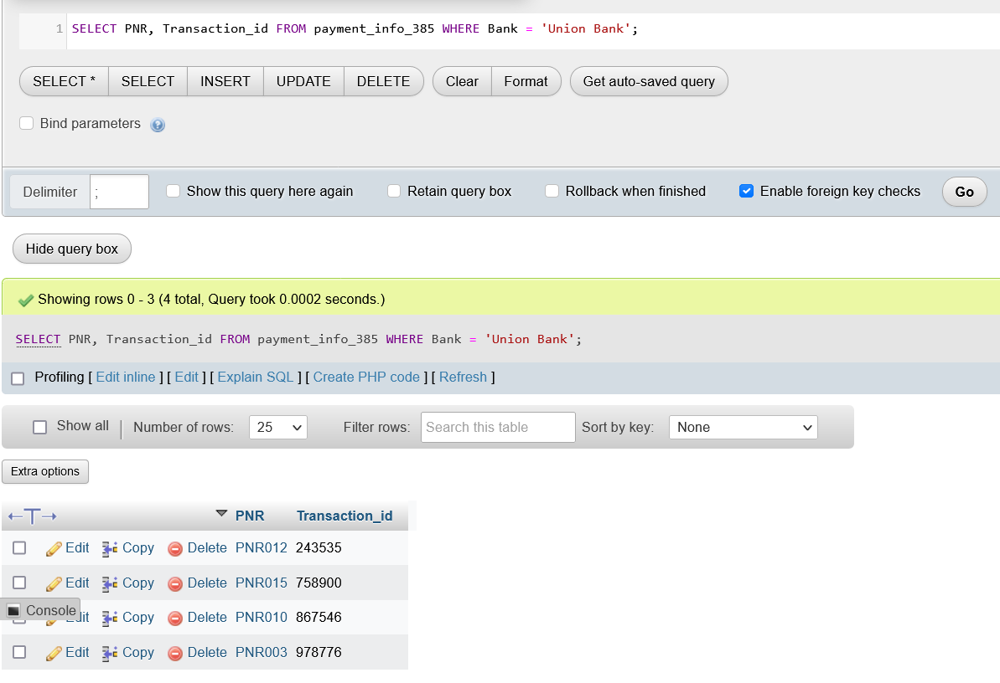 1 SELECT PNR, Transaction_id FROM payment_info_385 WHERE Bank = 'Union Bank';
SELECT * SELECT INSERT UPDATE DELETE Clear Format Get auto-saved query
Bind parameters
Delimiter ; Show this query here again Retain query box Rollback when finished Enable foreign key checks Go
Hide query box
Showing rows 0 - 3 (4 total, Query took 0.0002 seconds.)
SELECT PNR, Transaction_id FROM payment_info_385 WHERE Bank = 'Union Bank';
Profiling [ Edit inline ] [ Edit ] [ Explain SQL ] [ Create PHP code ] [ Refresh ]
Show all Number of rows: 25 Filter rows: Search this table Sort by key: None
Extra options
PNR Transaction_id
Edit Copy Delete PNR012 243535
Edit Copy Delete PNR015 758900
Console
Edit Copy Delete PNR010 867546
Edit Copy Delete PNR003 978776